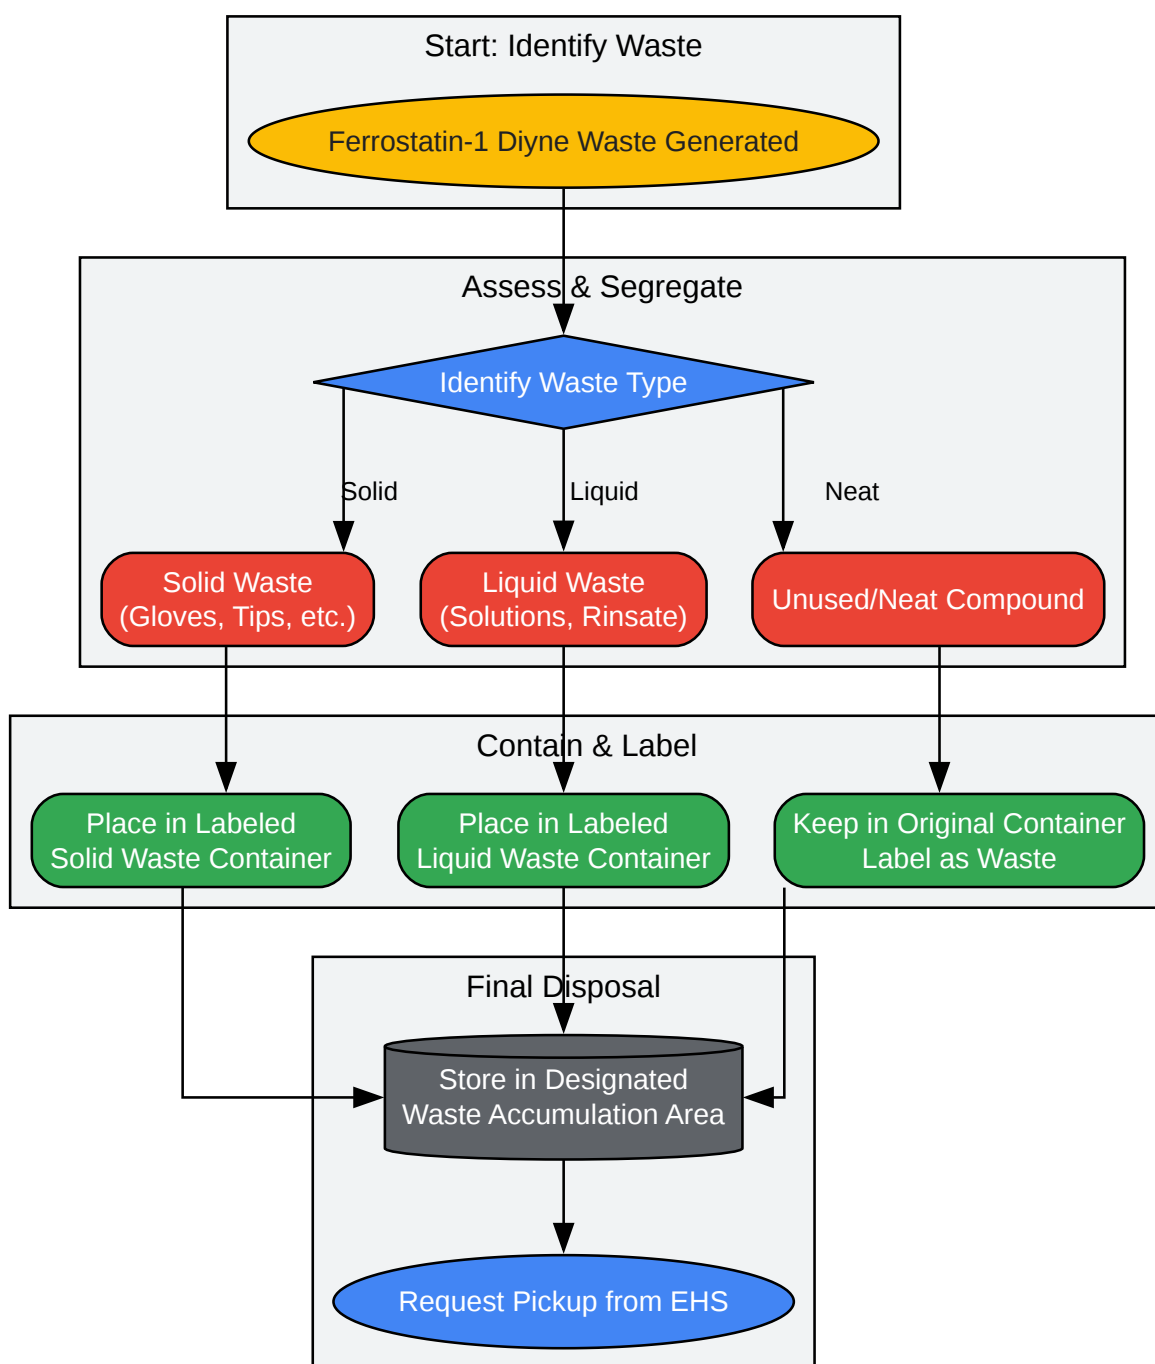 Start: Identify Waste
Ferrostatin-1 Diyne Waste Generated
Assess & Segregate
Identify Waste Type
Solid
Liquid
Neat
Solid Waste
(Gloves, Tips, etc.)
Liquid Waste
(Solutions, Rinsate)
Unused/Neat Compound
Contain & Label
Place in Labeled
Solid Waste Container
Place in Labeled
Liquid Waste Container
Keep in Original Container
Label as Waste
Final Disposal
Store in Designated
Waste Accumulation Area
Request Pickup from EHS